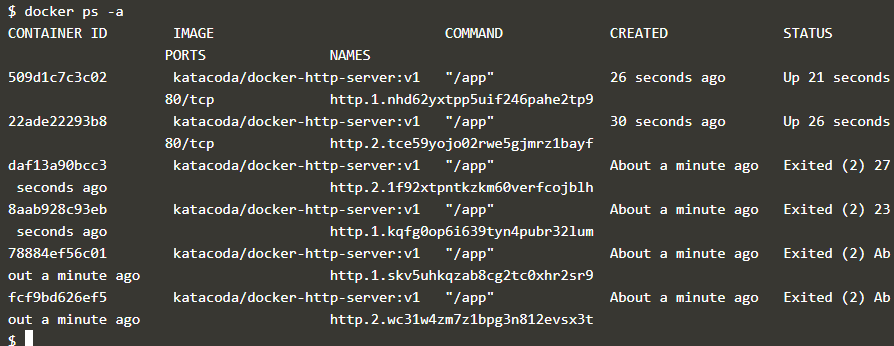 $ docker ps -a
CONTAINER ID        IMAGE                            COMMAND             CREATED              STATUS
                   PORTS               NAMES
509d1c7c3c02        katacoda/docker-http-server:v1   "/app"              26 seconds ago       Up 21 seconds
                   80/tcp              http.1.nhd62yxtpp5uif246pahe2tp9
22ade22293b8        katacoda/docker-http-server:v1   "/app"              30 seconds ago       Up 26 seconds
                   80/tcp              http.2.tce59yojo02rwe5gjmrz1bayf
daf13a90bcc3        katacoda/docker-http-server:v1   "/app"              About a minute ago   Exited (2) 27
 seconds ago                           http.2.1f92xtpntkzkm60verfcojblh
8aab928c93eb        katacoda/docker-http-server:v1   "/app"              About a minute ago   Exited (2) 23
 seconds ago                           http.1.kqfg0op6i639tyn4pubr32lum
78884ef56c01        katacoda/docker-http-server:v1   "/app"              About a minute ago   Exited (2) Ab
out a minute ago                       http.1.skv5uhkqzab8cg2tc0xhr2sr9
fcf9bd626ef5        katacoda/docker-http-server:v1   "/app"              About a minute ago   Exited (2) Ab
out a minute ago                       http.2.wc31w4zm7z1bpg3n812evsx3t
$